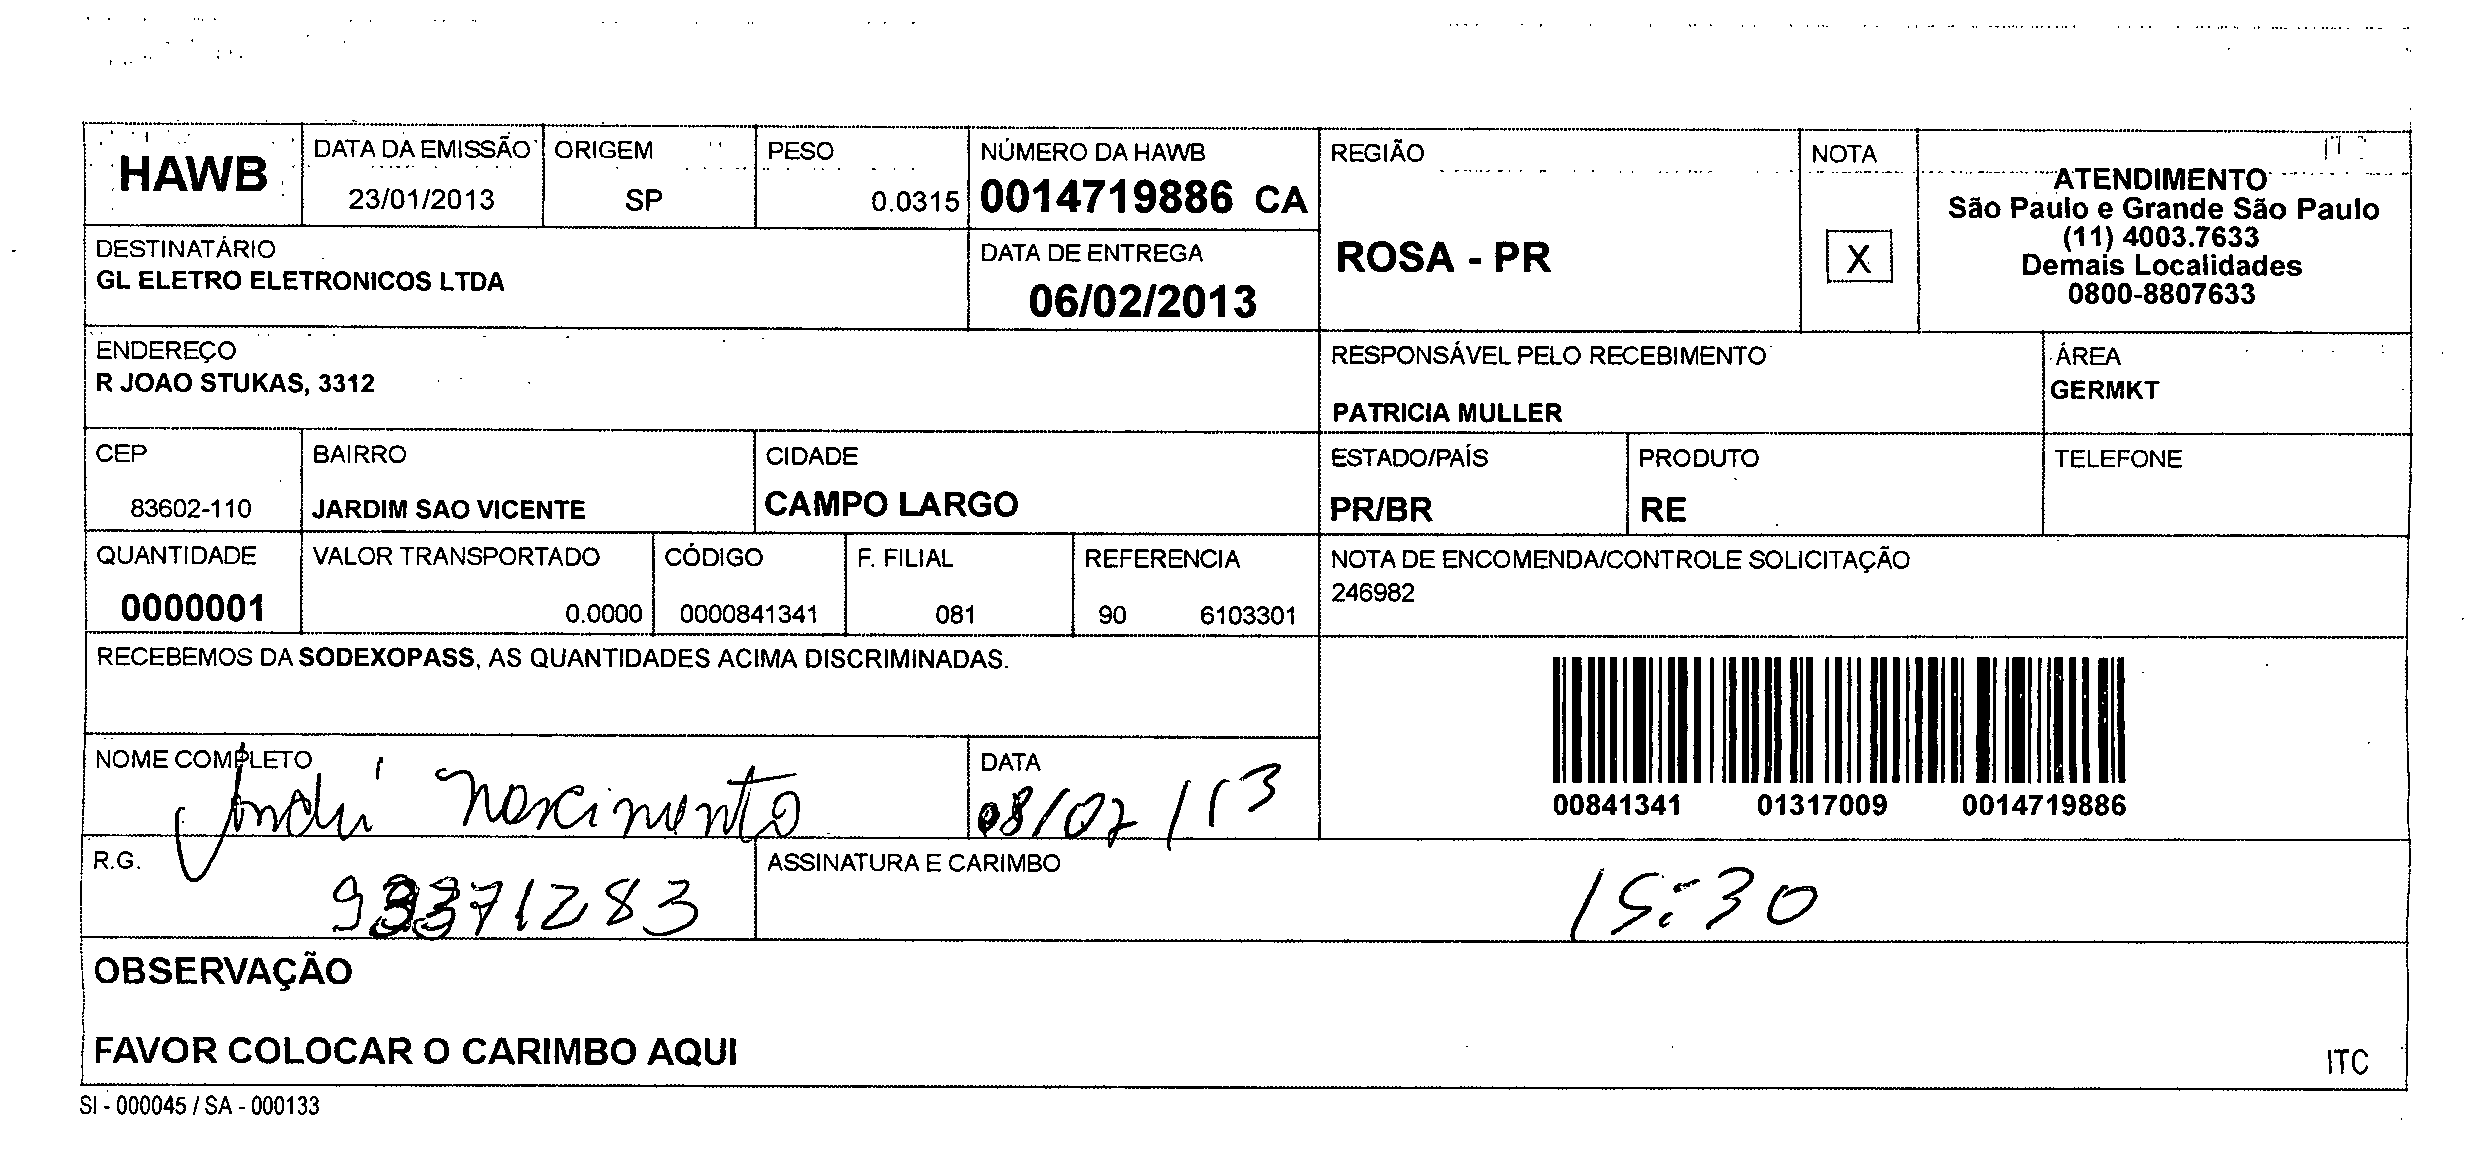 HAWB
DATA DA EMISSÃO
23/01/2013
ORIGEM
SP
PESO
0.0315
NÚMERO DA HAWB
0014719886 CA
REGIÃO
ROSA - PR
NOTA
X
ATENDIMENTO
São Paulo e Grande São Paulo
(11) 4003.7633
Demais Localidades
0800-8807633
DESTINATÁRIO
GL ELETRO ELETRONICOS LTDA
DATA DE ENTREGA
06/02/2013
ENDEREÇO
R JOAO STUKAS, 3312
RESPONSÁVEL PELO RECEBIMENTO
PATRICIA MULLER
ÁREA
GERMKT
CEP
83602-110
BAIRRO
JARDIM SAO VICENTE
CIDADE
CAMPO LARGO
ESTADO/PAÍS
PR/BR
PRODUTO
RE
TELEFONE
QUANTIDADE
0000001
VALOR TRANSPORTADO
0.0000
CÓDIGO
0000841341
F. FILIAL
081
REFERENCIA
90 6103301
NOTA DE ENCOMENDA/CONTROLE SOLICITAÇÃO
246982
RECEBEMOS DA SODEXOPASS, AS QUANTIDADES ACIMA DISCRIMINADAS.
00841341 01317009 0014719886
NOME COMPLETO
André Nascimento
DATA
08/02/13
R.G.
ASSINATURA E CARIMBO
15:30
OBSERVAÇÃO
FAVOR COLOCAR O CARIMBO AQUI
ITC
SI - 000045 / SA - 000133